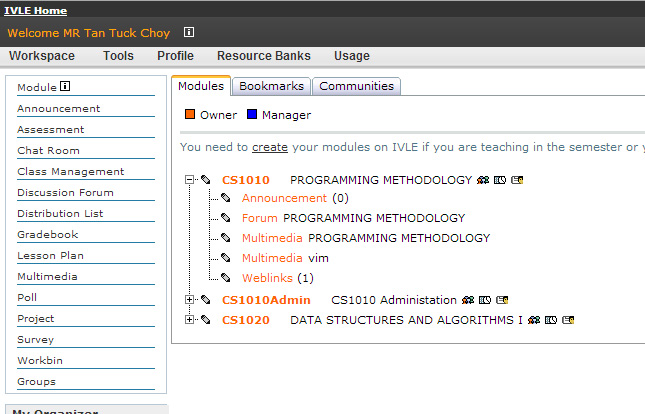 IVLE Home
Welcome MR Tan Tuck Choy
Workspace Tools Profile Resource Banks Usage
Module
Announcement
Assessment
Chat Room
Class Management
Discussion Forum
Distribution List
Gradebook
Lesson Plan
Multimedia
Poll
Project
Survey
Workbin
Groups
My Organizer
Modules Bookmarks Communities
Owner Manager
You need to create your modules on IVLE if you are teaching in the semester or
CS1010 PROGRAMMING METHODOLOGY
Announcement (0)
Forum PROGRAMMING METHODOLOGY
Multimedia PROGRAMMING METHODOLOGY
Multimedia vim
Weblinks (1)
CS1010Admin CS1010 Administation
CS1020 DATA STRUCTURES AND ALGORITHMS I